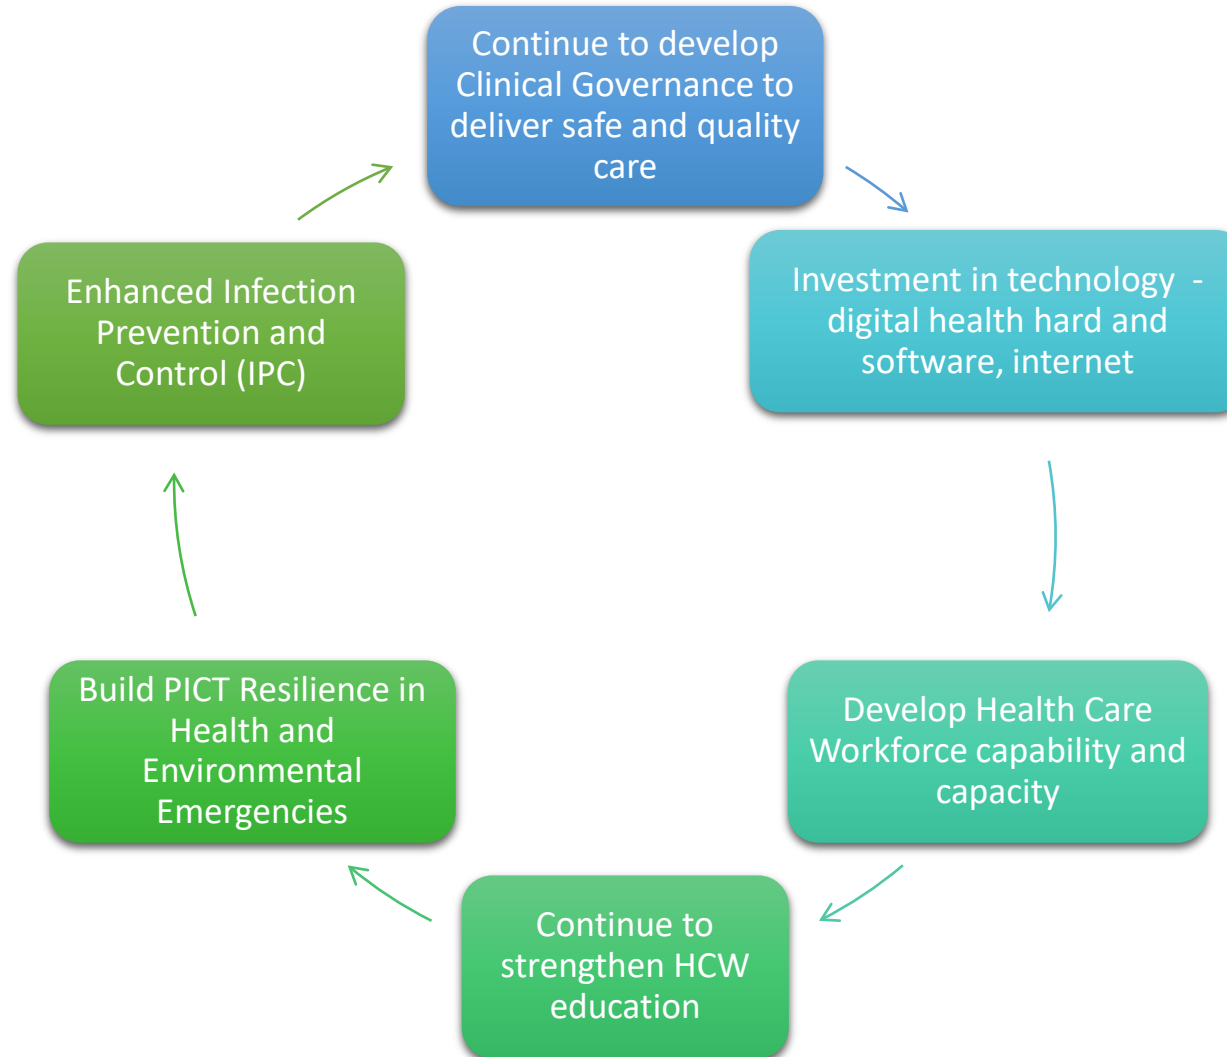 Continue to develop
Clinical Governance to
deliver safe and quality
care
Investment in technology  -
digital health hard and
software, internet
Develop Health Care
Workforce capability and
capacity
Continue to
strengthen HCW
education
Build PICT Resilience in
Health and
Environmental
Emergencies
Enhanced Infection
Prevention and
Control (IPC)